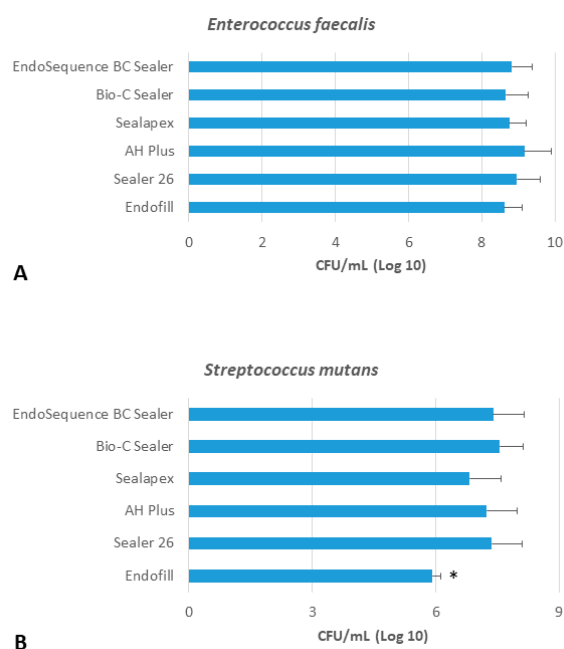 Enterococcus faecalis
EndoSequence BC Sealer
Bio-C Sealer
Sealapex
AH Plus
Sealer 26
Endofill
0 2 4 6 8 10
CFU/mL (Log 10)
A
Streptococcus mutans
EndoSequence BC Sealer
Bio-C Sealer
Sealapex
AH Plus
Sealer 26
Endofill *
0 3 6 9
CFU/mL (Log 10)
B